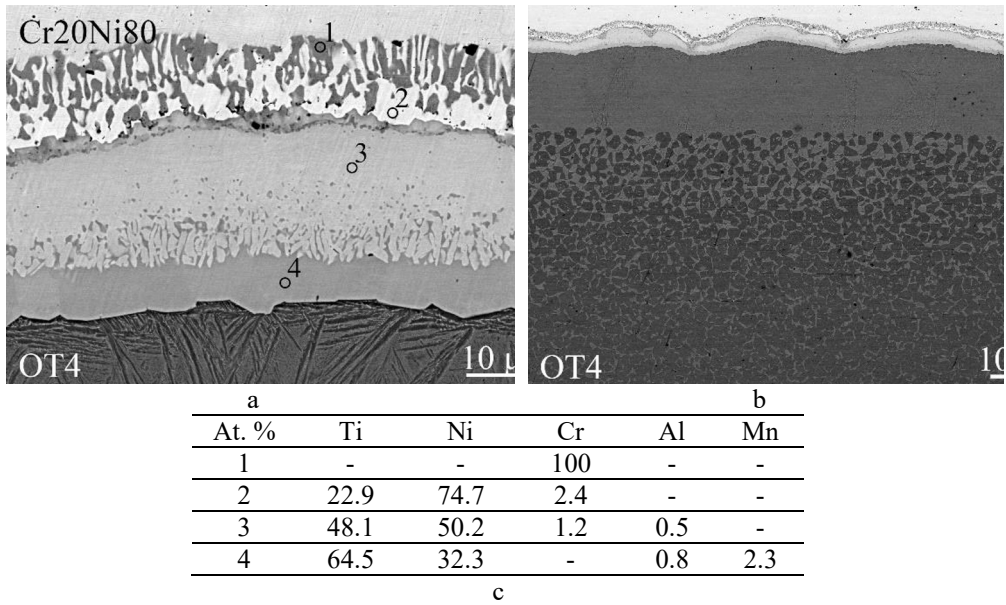 Cr20Ni80
1
2
3
4
OT4
10 µ
OT4
10
a b
At. % Ti Ni Cr Al Mn
1 - - 100 - -
2 22.9 74.7 2.4 - -
3 48.1 50.2 1.2 0.5 -
4 64.5 32.3 - 0.8 2.3
c